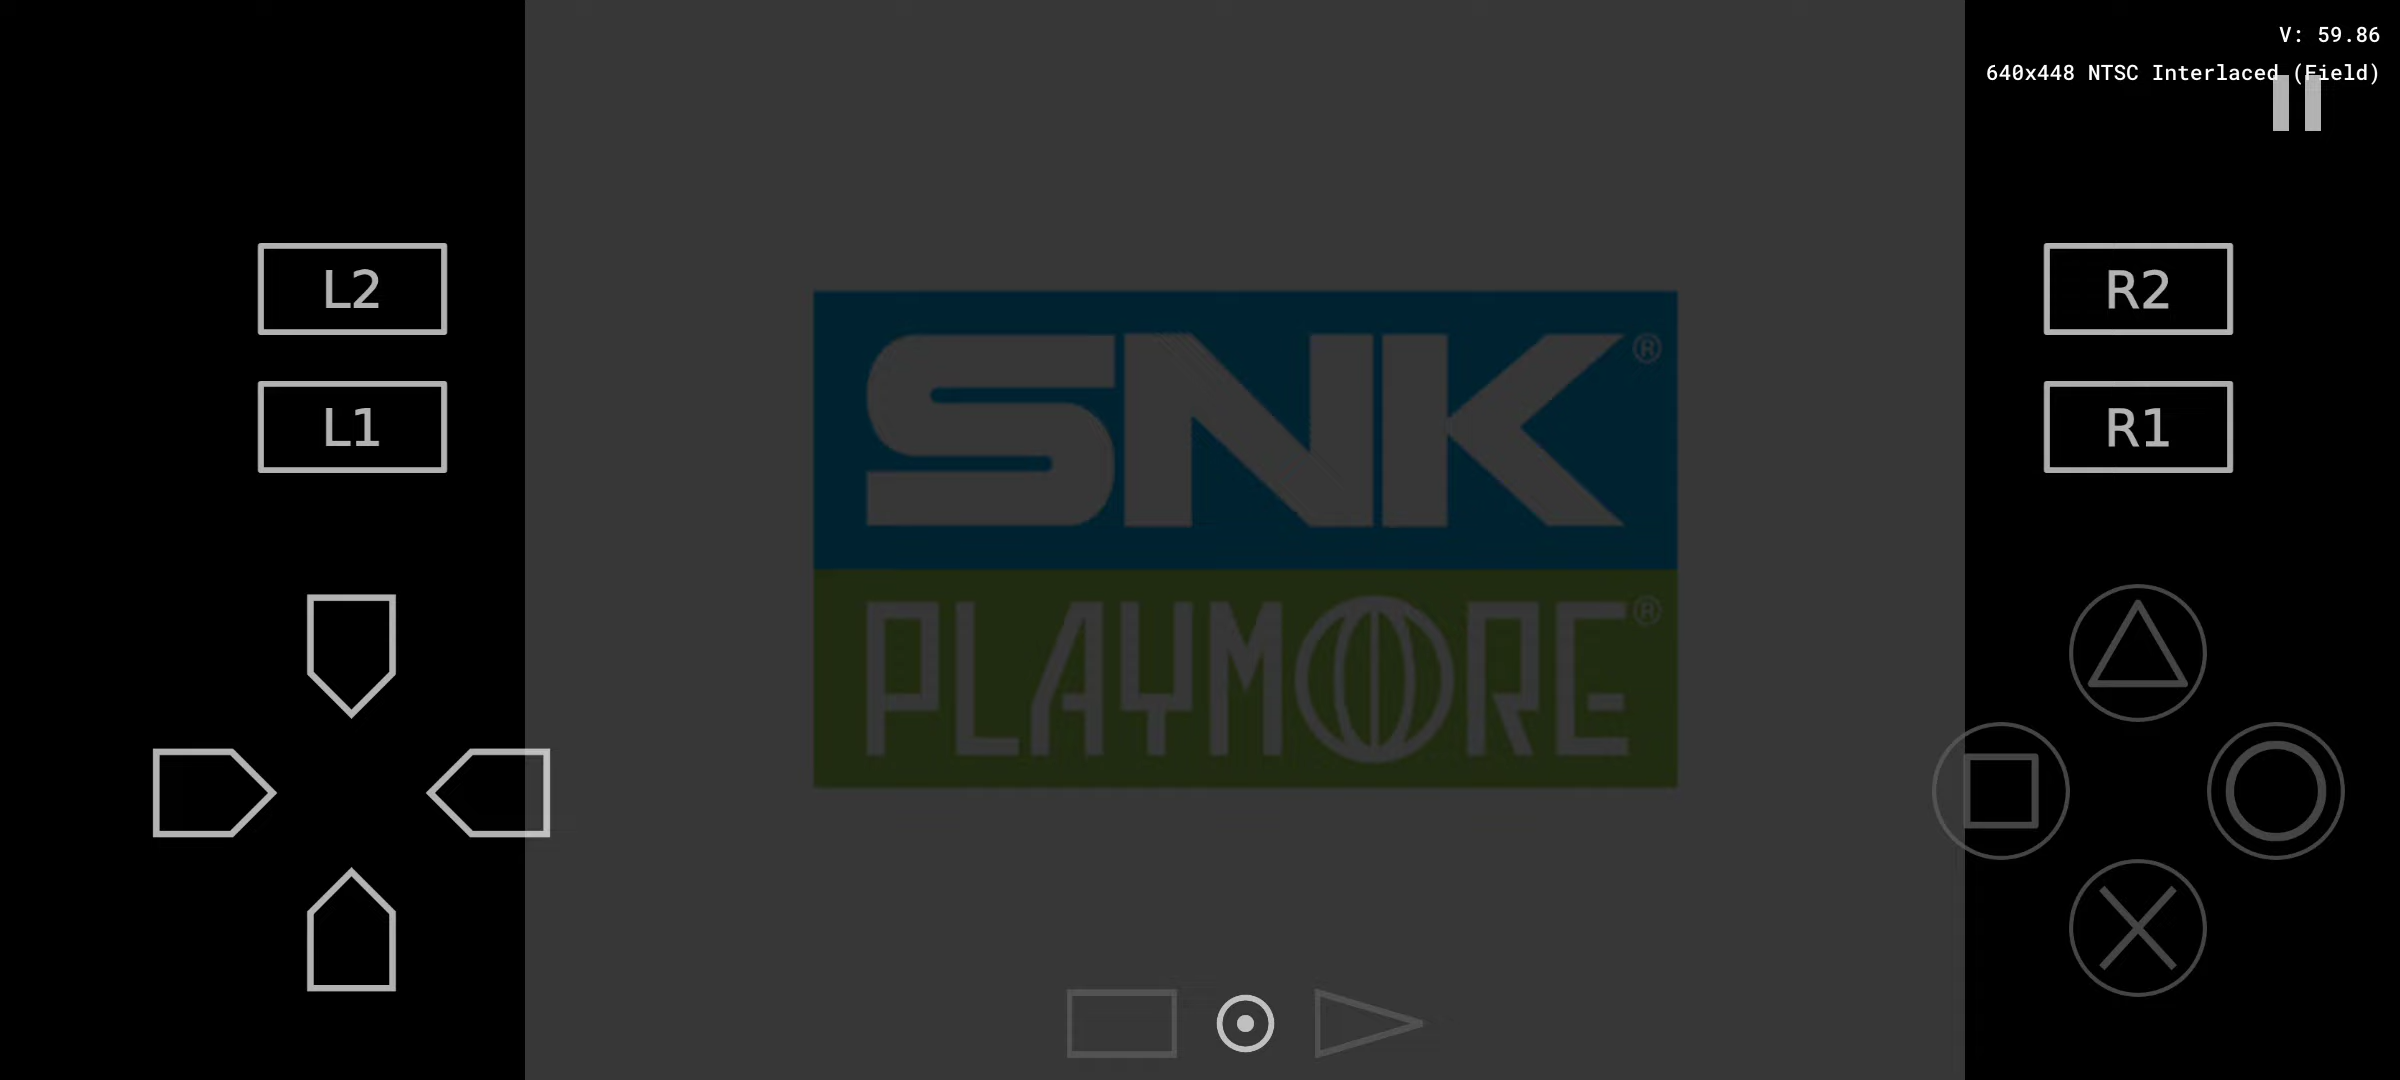 V: 59.86
640x448 NTSC Interlaced (Field)
L2
R2
SNK®
L1
R1
PLAYMORE®